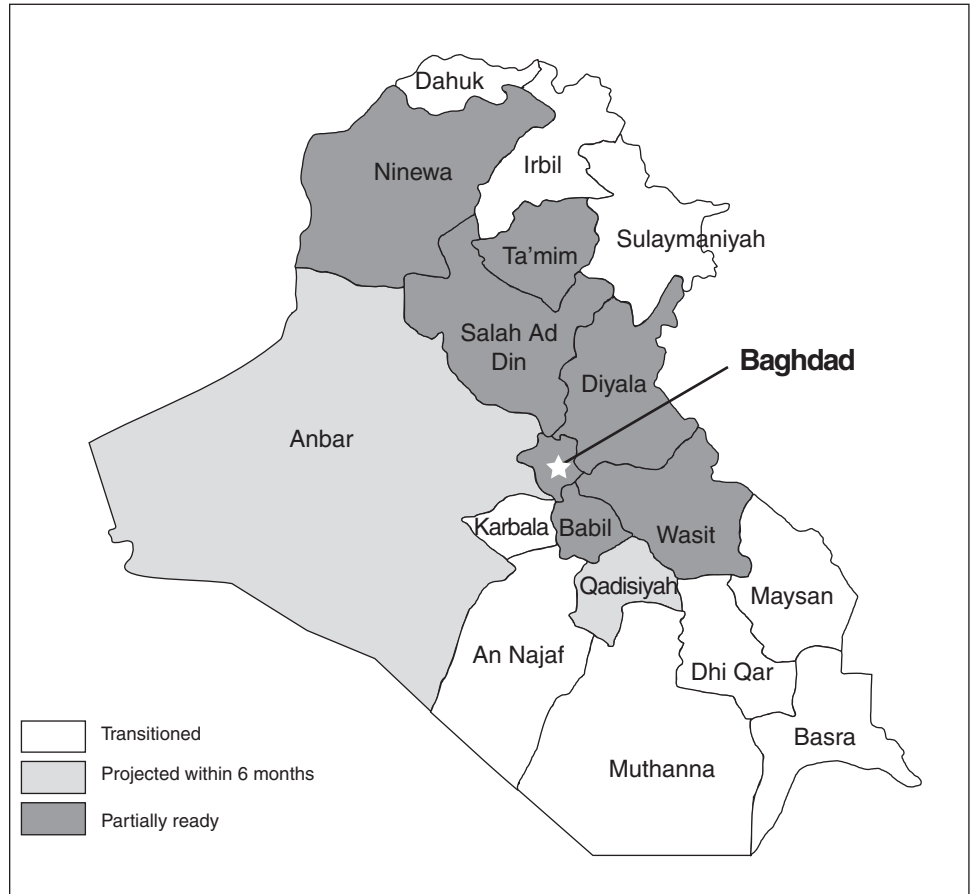 Dahuk
Ninewa
Irbil
Sulaymaniyah
Ta'mim
Salah Ad
Din
Diyala
Baghdad
Anbar
Karbala
Babil
Wasit
Qadisiyah
Maysan
An Najaf
Dhi Qar
Basra
Muthanna
Transitioned
Projected within 6 months
Partially ready